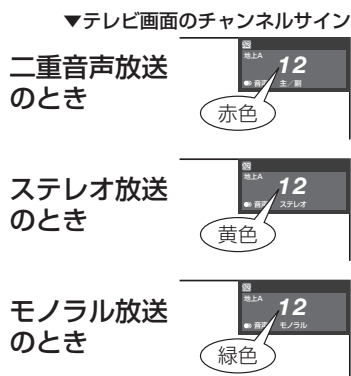 ▼テレビ画面のチャンネルサイン
二重音声放送
のとき
地上A
12
音声 主／副
赤色
ステレオ放送
のとき
地上A
12
ステレオ
黄色
モノラル放送
のとき
地上A
12
モノラル
緑色